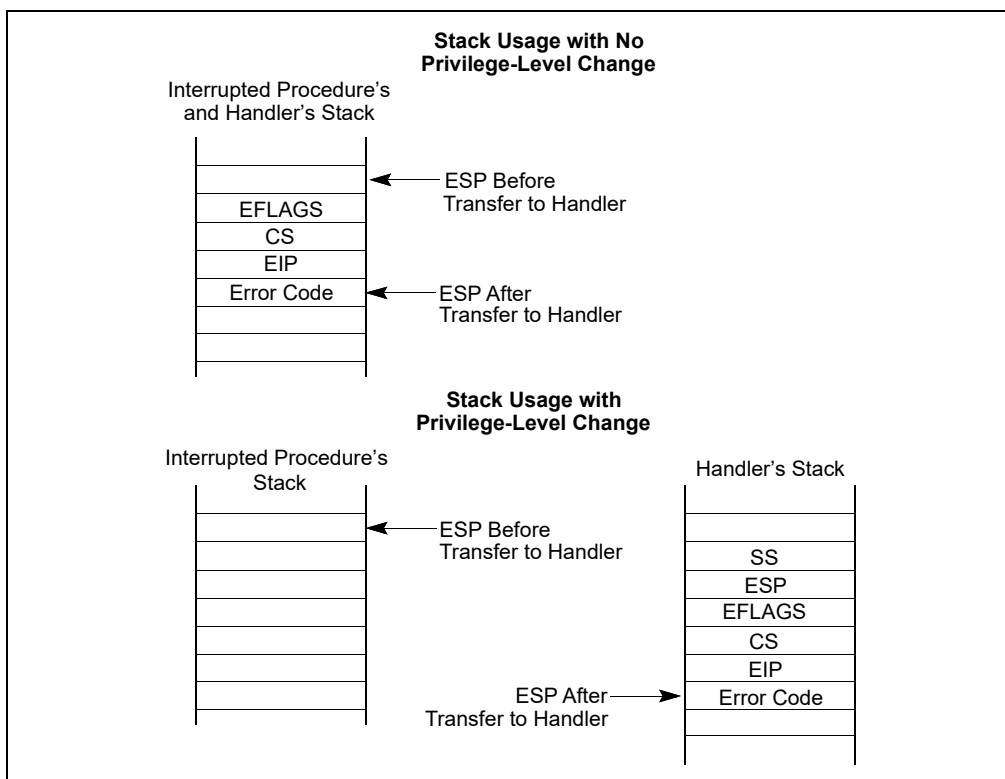 Stack Usage with No
Privilege-Level Change
Interrupted Procedure's
and Handler's Stack
ESP Before
Transfer to Handler
EFLAGS
CS
EIP
Error Code
ESP After
Transfer to Handler
Stack Usage with
Privilege-Level Change
Interrupted Procedure's
Stack
Handler's Stack
ESP Before
Transfer to Handler
SS
ESP
EFLAGS
CS
EIP
ESP After
Transfer to Handler
Error Code